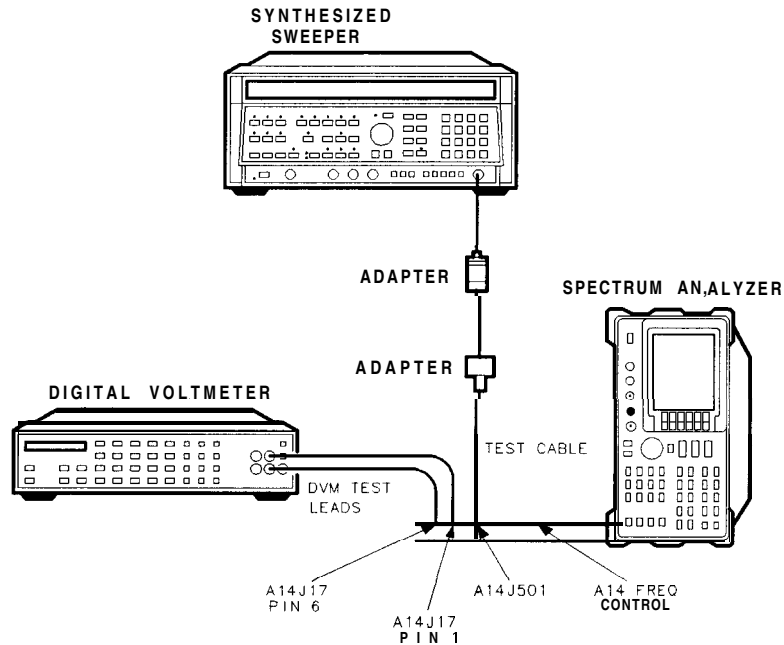 SYNTHESIZED
SWEEPER
ADAPTER
SPECTRUM AN,ALYZER
ADAPTER
DIGITAL VOLTMETER
TEST CABLE
DVM TEST
LEADS
A14J17
PIN 6
A14J17
PIN 1
A14J501
A14 FREQ
CONTROL